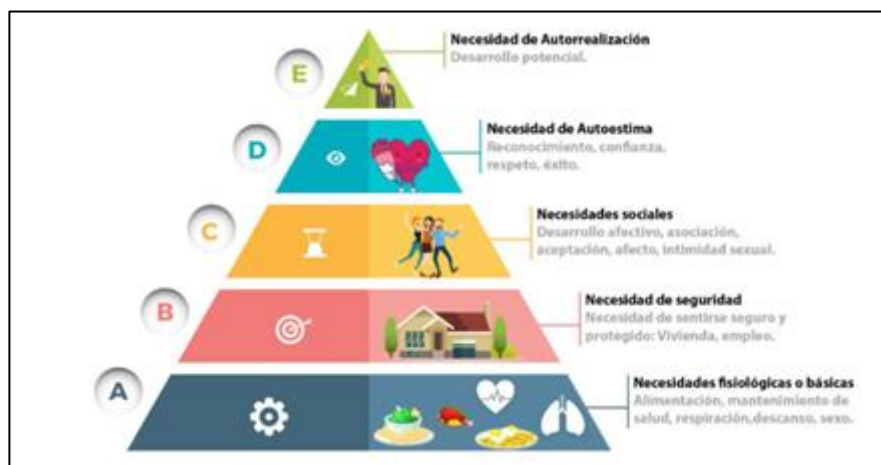 E
Necesidad de Autorrealización
Desarrollo potencial.
D
Necesidad de Autoestima
Reconocimiento, confianza,
respeto, éxito.
C
Necesidades sociales
Desarrollo afectivo, asociación,
aceptación, afecto, intimidad sexual.
B
Necesidad de seguridad
Necesidad de sentirse seguro y
protegido: Vivienda, empleo.
A
Necesidades fisiológicas o básicas
Alimentación, mantenimiento de
salud, respiración,descanso, sexo.